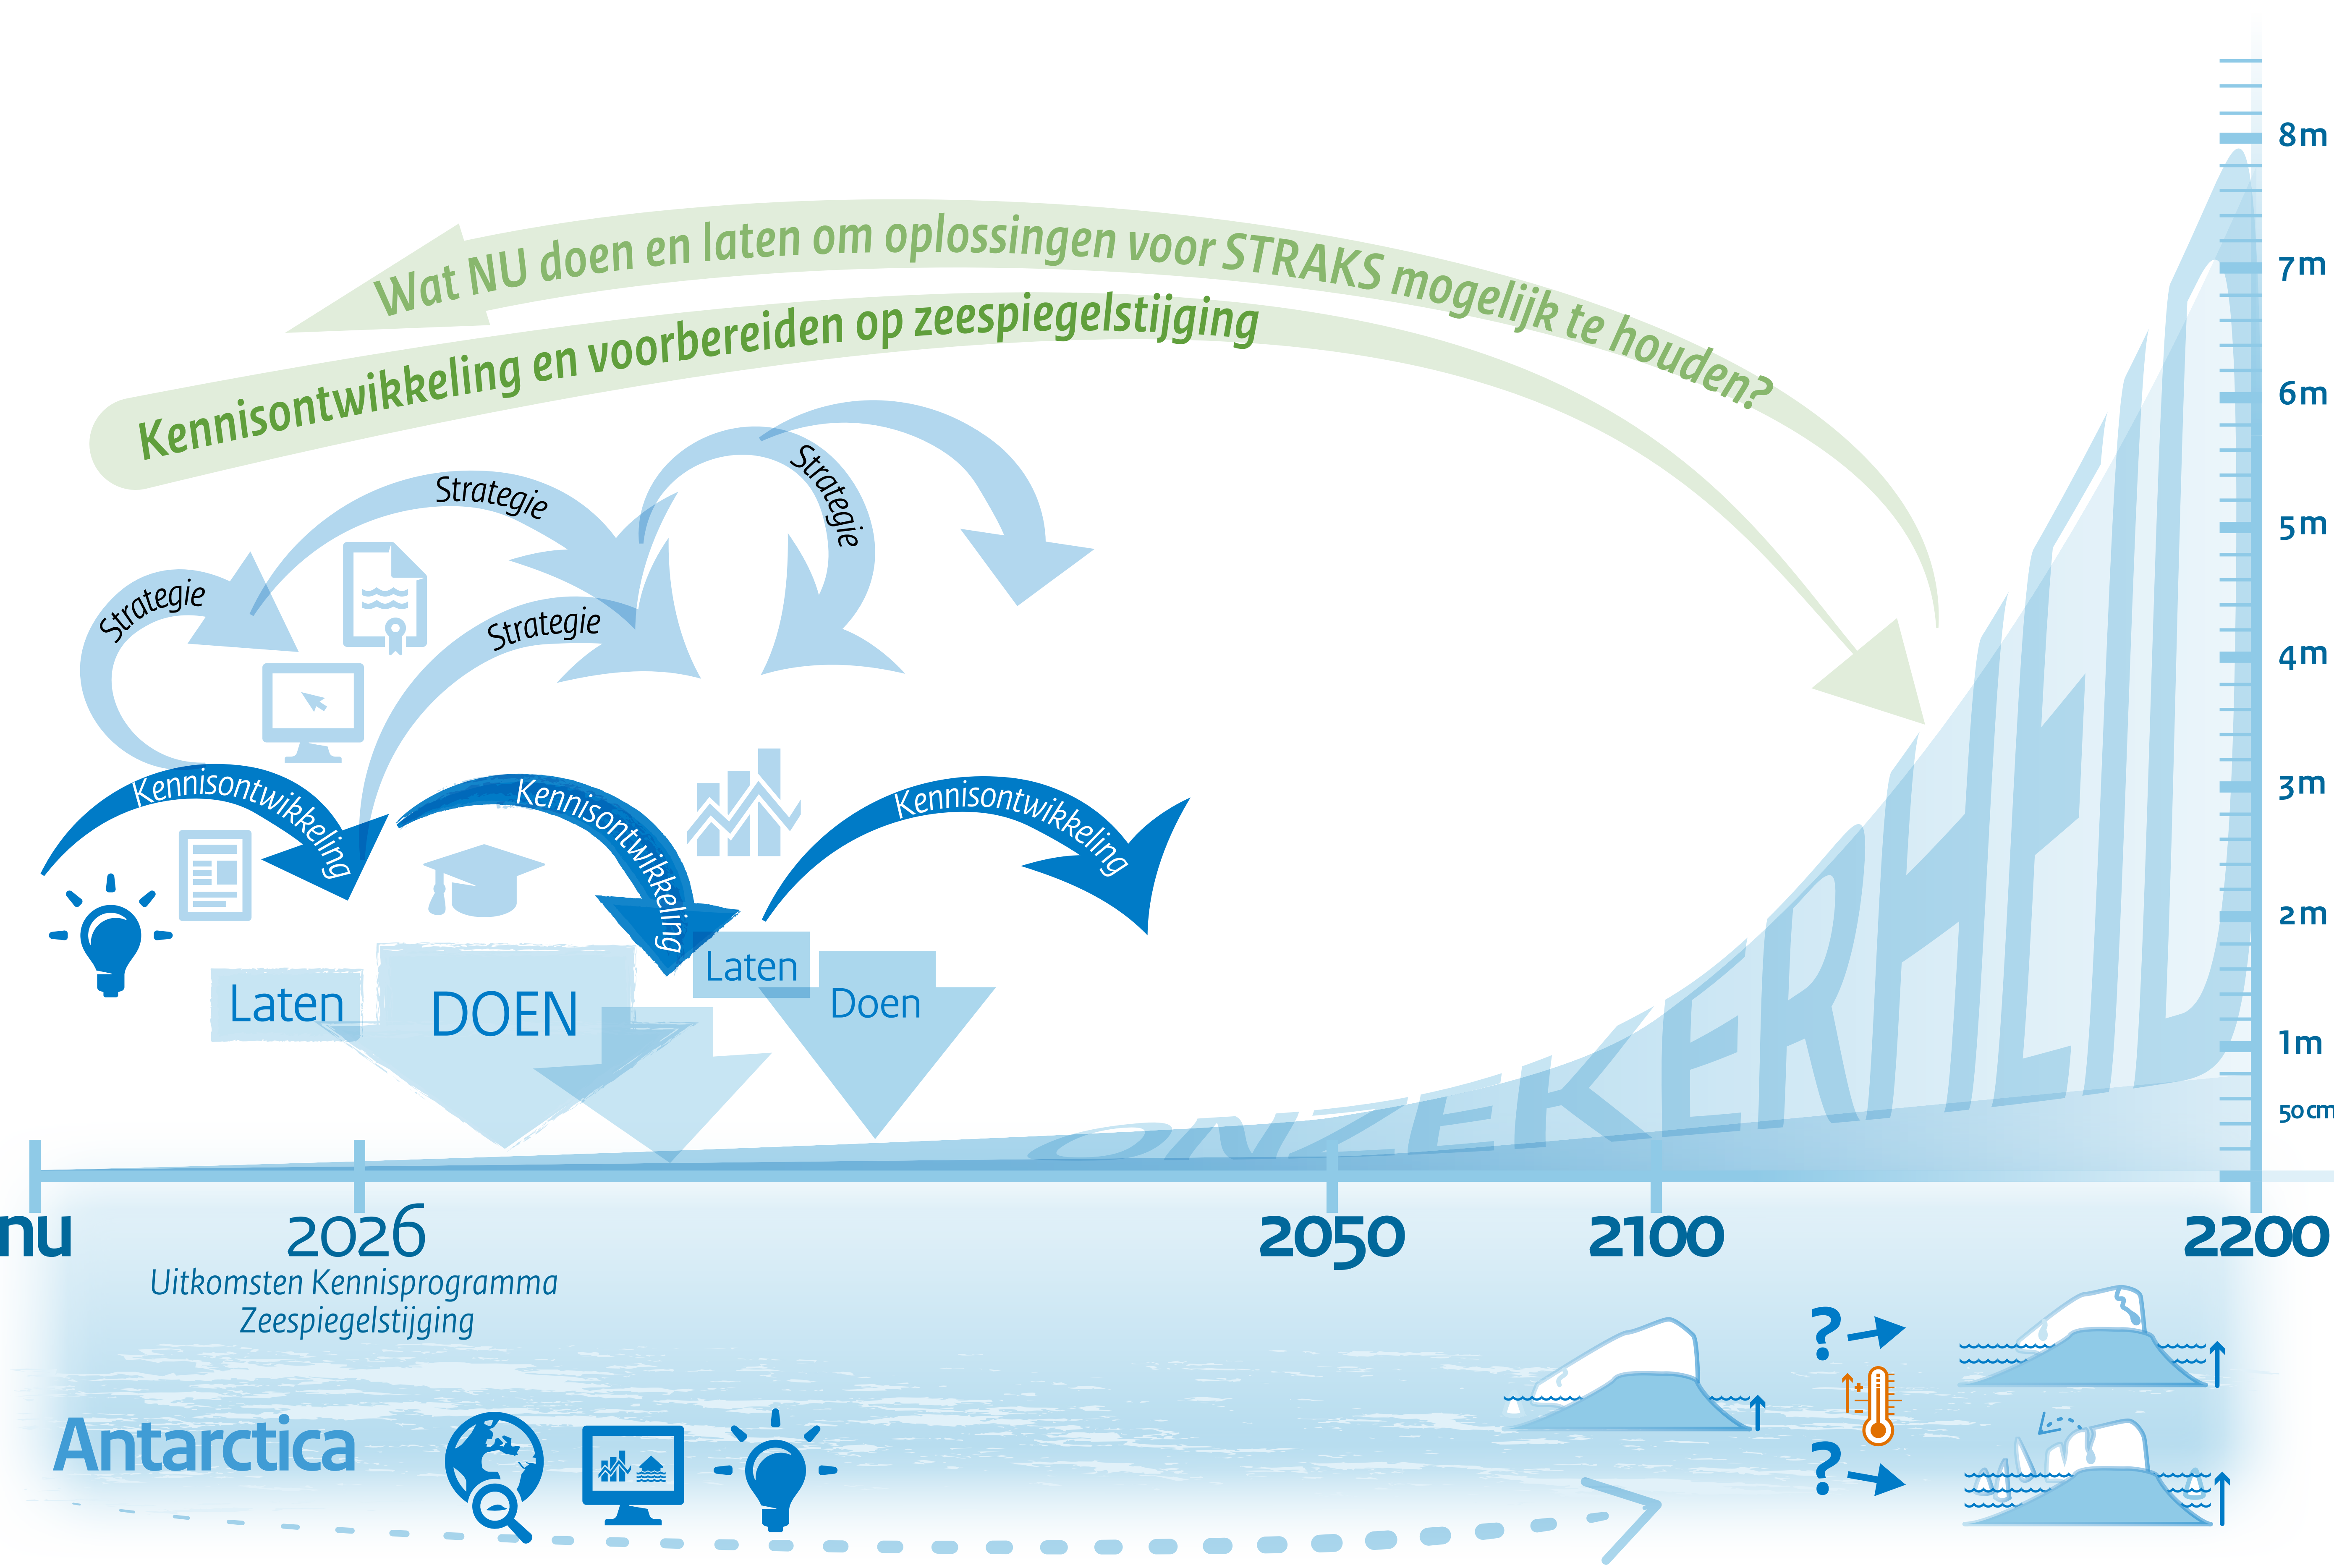 Wat NU doen en laten om oplossingen voor STRAKS mogelijk te houden?
Kennisontwikkeling en voorbereiden op zeespiegelstijging
Strategie
Strategie
Strategie
Strategie
Kennisontwikkeling
Kennisontwikkeling
Kennisontwikkeling
Laten
DOEN
Laten
Doen
ONZEKERHEID
8m
7m
6m
5m
4m
3m
2m
1m
50 cm
nu
2026
2050
2100
2200
Uitkomsten Kennisprogramma
Zeespiegelstijging
Antarctica
?
?